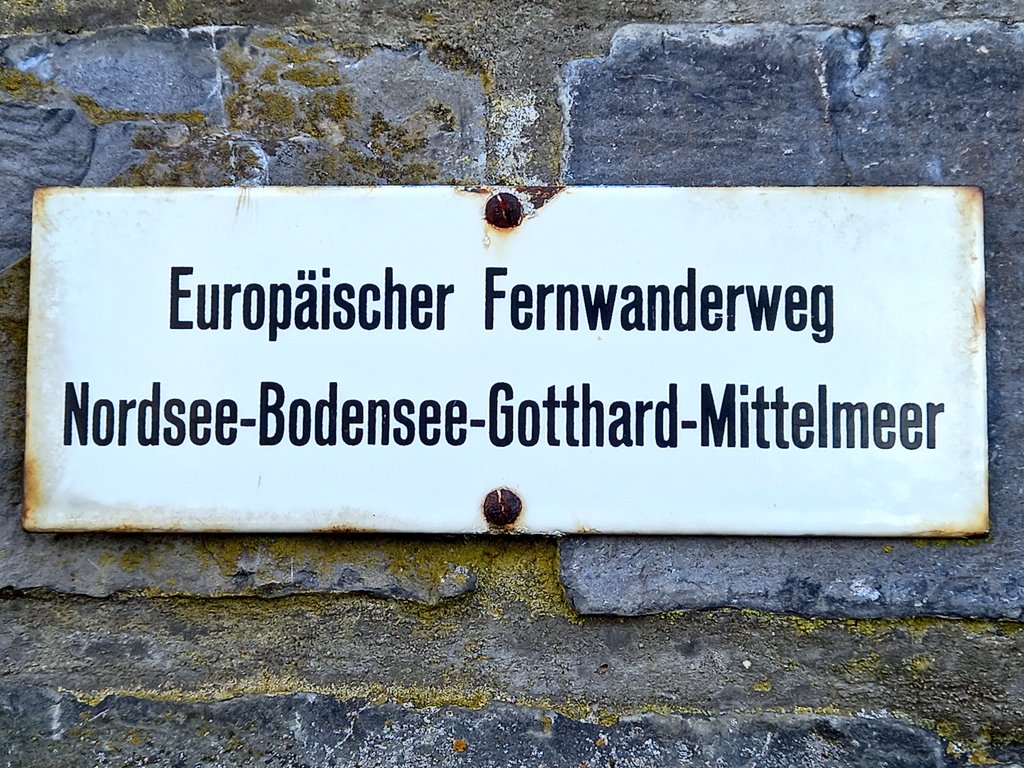 Europäischer Fernwanderweg
Nordsee-Bodensee-Gotthard-Mittelmeer